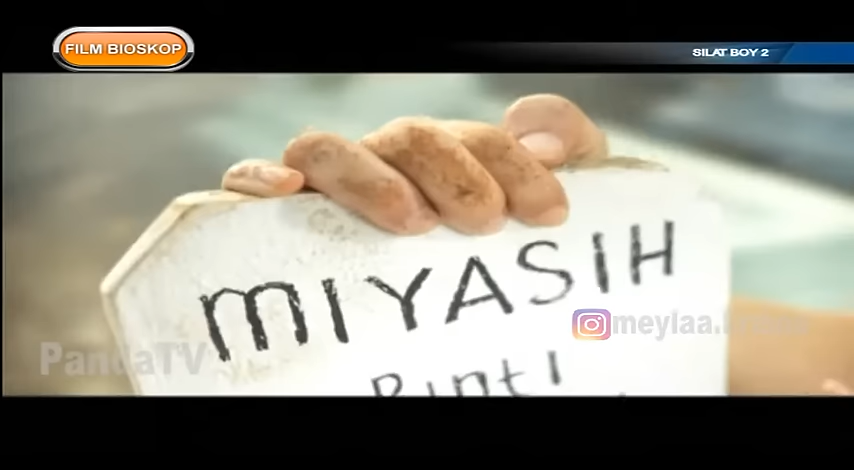 FILM BIOSKOP
SILAT BOY 2
MIYASIH
Binti
PandaTV